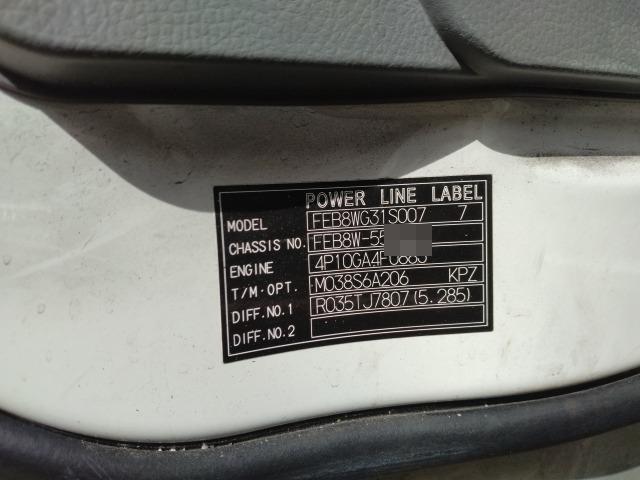 POWER LINE LABEL
MODEL FEB8WG31S007 7
CHASSIS NO. FEB8W-55
ENGINE
T/M.OPT. M038S6A206 KPZ
DIFF.NO.1 R035TJ7807(5.285)
DIFF.NO.2